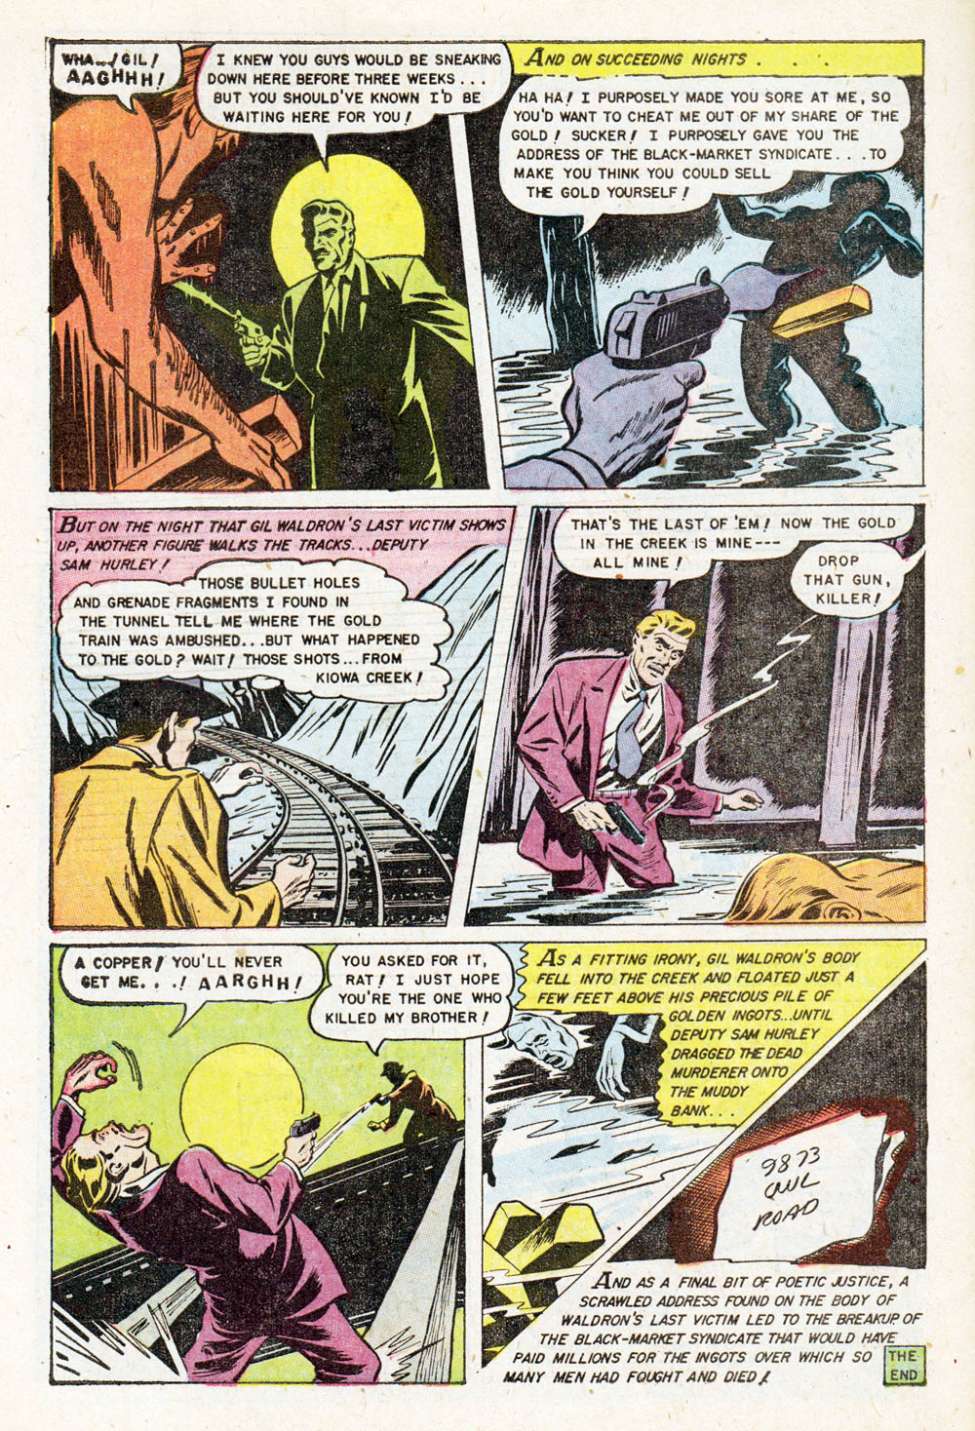 WHA...! GIL!
AAGHHH!
I KNEW YOU GUYS WOULD BE SNEAKING
DOWN HERE BEFORE THREE WEEKS...
BUT YOU SHOULD'VE KNOWN I'D BE
WAITING HERE FOR YOU!
AND ON SUCCEEDING NIGHTS . . .
HA HA! I PURPOSELY MADE YOU SORE AT ME, SO
YOU'D WANT TO CHEAT ME OUT OF MY SHARE OF THE
GOLD! SUCKER! I PURPOSELY GAVE YOU THE
ADDRESS OF THE BLACK-MARKET SYNDICATE...TO
MAKE YOU THINK YOU COULD SELL
THE GOLD YOURSELF!
BUT ON THE NIGHT THAT GIL WALDRON'S LAST VICTIM SHOWS
UP, ANOTHER FIGURE WALKS THE TRACKS...DEPUTY
SAM HURLEY!
THOSE BULLET HOLES
AND GRENADE FRAGMENTS I FOUND IN
THE TUNNEL TELL ME WHERE THE GOLD
TRAIN WAS AMBUSHED...BUT WHAT HAPPENED
TO THE GOLD? WAIT! THOSE SHOTS...FROM
KIOWA CREEK!
THAT'S THE LAST OF 'EM! NOW THE GOLD
IN THE CREEK IS MINE---
ALL MINE!
DROP
THAT GUN,
KILLER!
A COPPER! YOU'LL NEVER
GET ME...! AARGHH!
YOU ASKED FOR IT,
RAT! I JUST HOPE
YOU'RE THE ONE WHO
KILLED MY BROTHER!
AS A FITTING IRONY, GIL WALDRON'S BODY
FELL INTO THE CREEK AND FLOATED JUST A
FEW FEET ABOVE HIS PRECIOUS PILE OF
GOLDEN INGOTS...UNTIL
DEPUTY SAM HURLEY
DRAGGED THE DEAD
MURDERER ONTO
THE MUDDY
BANK...
9873
OWL
ROAD
AND AS A FINAL BIT OF POETIC JUSTICE, A
SCRAWLED ADDRESS FOUND ON THE BODY OF
WALDRON'S LAST VICTIM LED TO THE BREAKUP OF
THE BLACK-MARKET SYNDICATE THAT WOULD HAVE
PAID MILLIONS FOR THE INGOTS OVER WHICH SO
MANY MEN HAD FOUGHT AND DIED!
THE
END